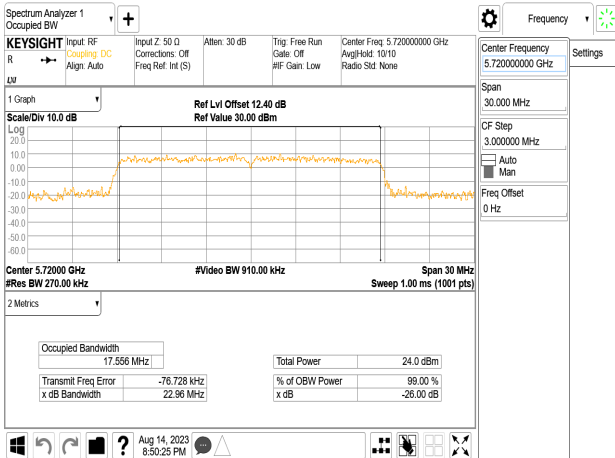 Spectrum Analyzer 1
Occupied BW
Frequency
KEYSIGHT
R
Input: RF
Coupling: DC
Align: Auto
Input Z: 50 Ω
Corrections: Off
Freq Ref: Int (S)
Atten: 30 dB
Trig: Free Run
Gate: Off
#IF Gain: Low
Center Freq: 5.720000000 GHz
Avg|Hold: 10/10
Radio Std: None
Center Frequency
5.720000000 GHz
Settings
Span
30.000 MHz
CF Step
3.000000 MHz
Auto
Man
Freq Offset
0 Hz
1 Graph
Scale/Div 10.0 dB
Ref Lvl Offset 12.40 dB
Ref Value 30.00 dBm
Log
20.0
10.0
0.00
-10.0
-20.0
-30.0
-40.0
-50.0
-60.0
Center 5.72000 GHz
#Res BW 270.00 kHz
#Video BW 910.00 kHz
Span 30 MHz
Sweep 1.00 ms (1001 pts)
2 Metrics
Occupied Bandwidth
17.556 MHz
Total Power 24.0 dBm
Transmit Freq Error -76.728 kHz
x dB Bandwidth 22.96 MHz
% of OBW Power 99.00 %
x dB -26.00 dB
Aug 14, 2023
8:50:25 PM